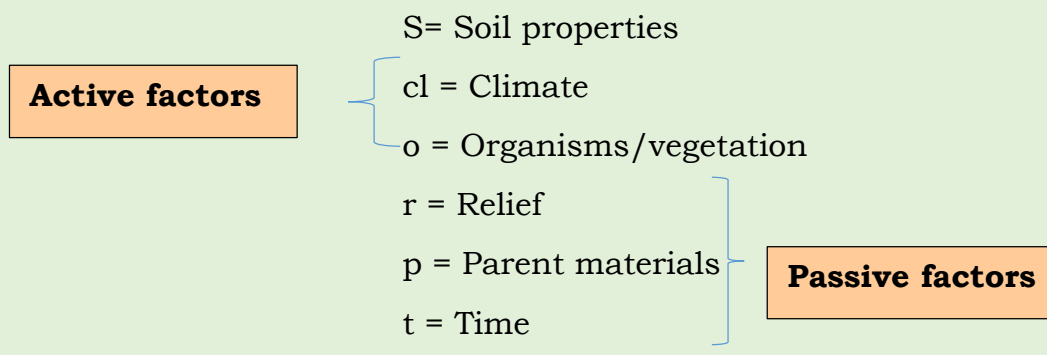 S= Soil properties
Active factors
cl = Climate
o = Organisms/vegetation
r = Relief
p = Parent materials
Passive factors
t = Time